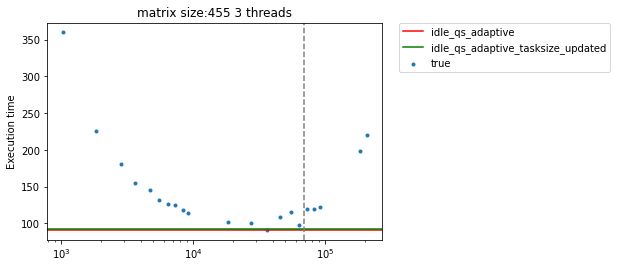 matrix size:455 3 threads
350
300
250
200
150
100
Execution time
10³
10⁴
10⁵
idle_qs_adaptive
idle_qs_adaptive_tasksize_updated
true